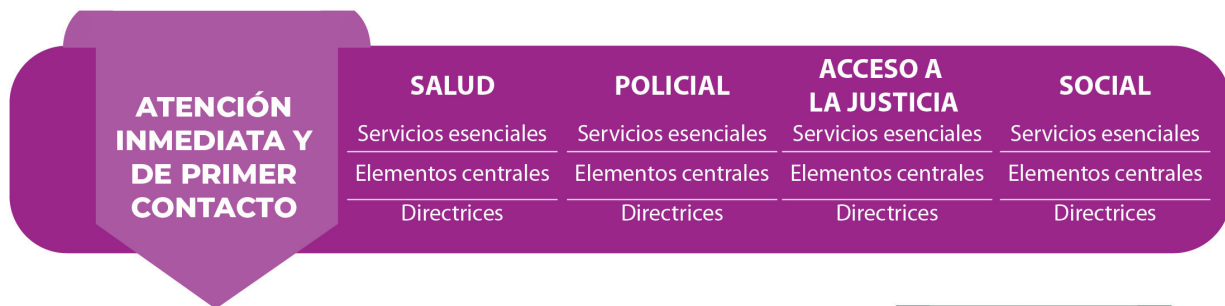 ATENCIÓN
INMEDIATA Y
DE PRIMER
CONTACTO
SALUD
Servicios esenciales
Elementos centrales
Directrices
POLICIAL
Servicios esenciales
Elementos centrales
Directrices
ACCESO A
LA JUSTICIA
Servicios esenciales
Elementos centrales
Directrices
SOCIAL
Servicios esenciales
Elementos centrales
Directrices